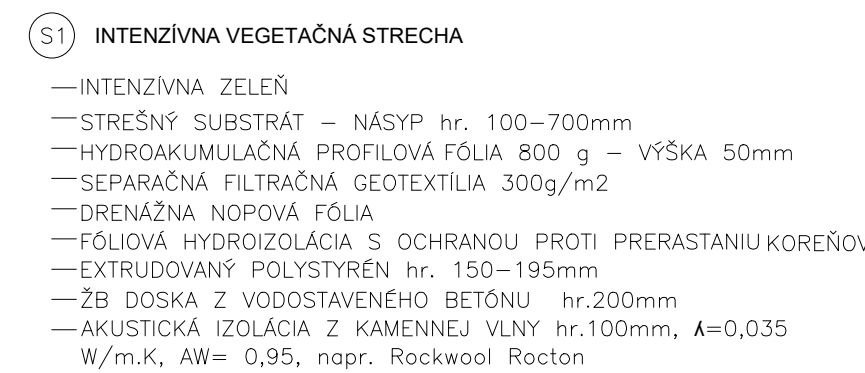 S1 INTENZÍVNA VEGETAČNÁ STRECHA
—INTENZÍVNA ZELEŇ
—STREŠNÝ SUBSTRÁT – NÁSYP hr. 100–700mm
—HYDROAKUMULAČNÁ PROFILOVÁ FÓLIA 800 g – VÝŠKA 50mm
—SEPARAČNÁ FILTRAČNÁ GEOTEXTÍLIA 300g/m2
—DRENÁŽNA NOPOVÁ FÓLIA
—FÓLIOVÁ HYDROIZOLÁCIA S OCHRANOU PROTI PRERASTANIU KOREŇOV
—EXTRUDOVANÝ POLYSTYRÉN hr. 150–195mm
—ŽB DOSKA Z VODOSTAVENÉHO BETÓNU hr.200mm
—AKUSTICKÁ IZOLÁCIA Z KAMENNEJ VLNY hr.100mm, ʎ=0,035
W/m.K, AW= 0,95, napr. Rockwool Rocton